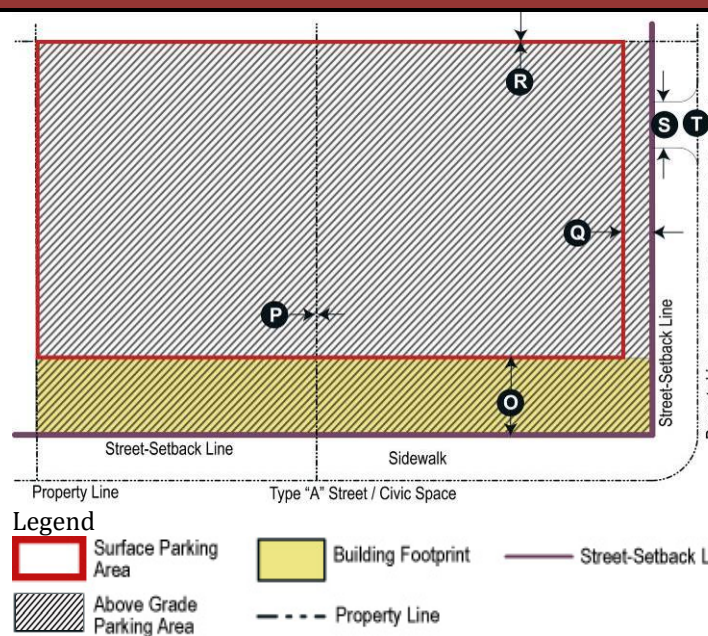 R
S T
Q
P
Street-Setback Line
O
Street-Setback Line
Sidewalk
Property Line
Type "A" Street / Civic Space
Legend
Surface Parking
Area
Building Footprint
Street-Setback L
Above Grade
Parking Area
Property Line